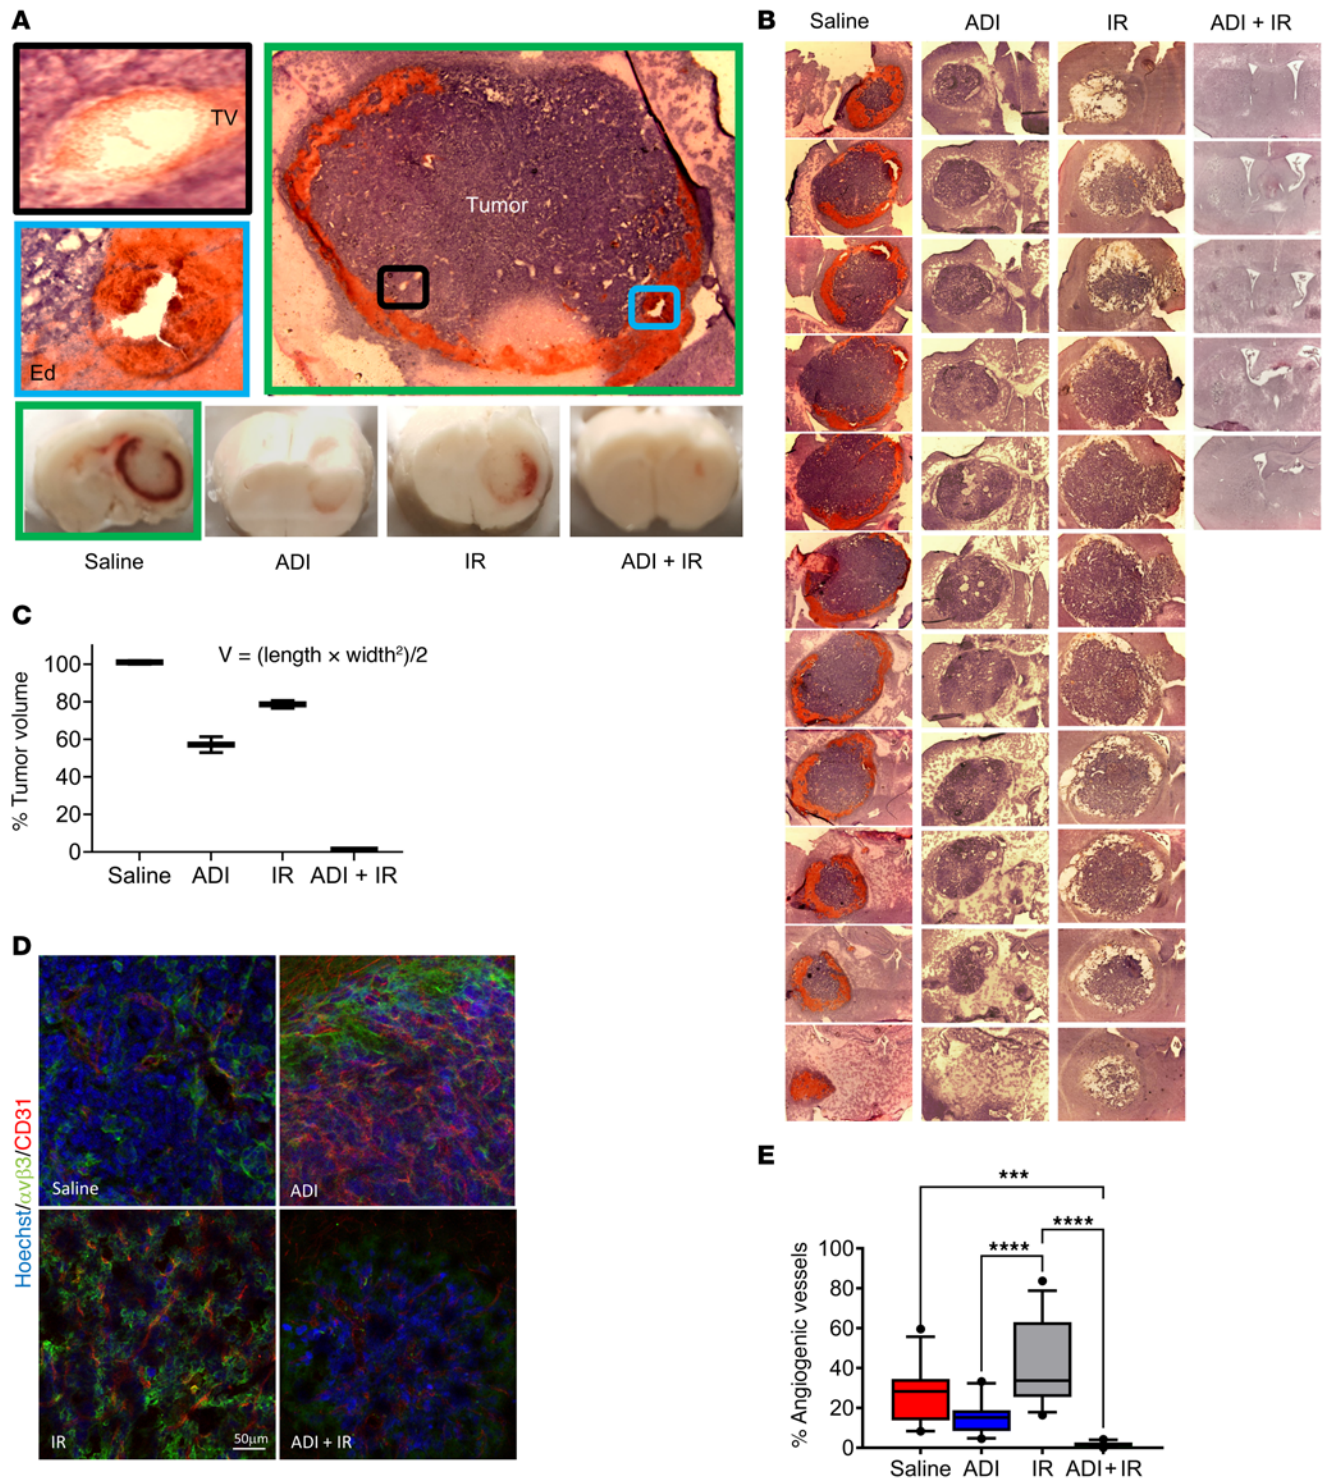 A
TV
Tumor
Ed
Saline ADI IR ADI + IR
B
Saline ADI IR ADI + IR
C
V = (length × width²)/2
% Tumor volume
100
80
60
40
20
0
Saline ADI IR ADI + IR
D
Hoechst/αvβ3/CD31
Saline
ADI
IR
50μm
ADI + IR
E
***
****
****
% Angiogenic vessels
100
80
60
40
20
0
Saline ADI IR ADI + IR